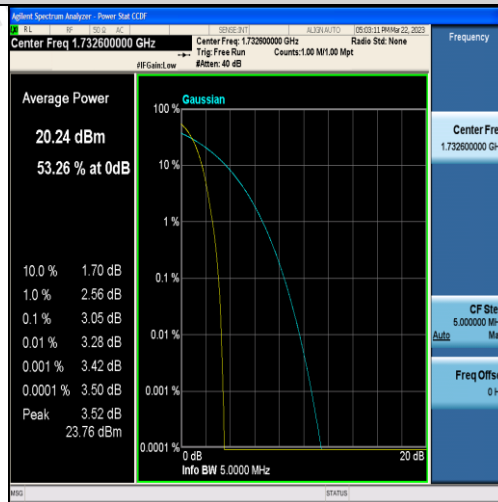 Agilent Spectrum Analyzer - Power Stat CCDF
RL RF 50 Ω AC SENSE:INT ALIGN AUTO 05:03:11 PM Mar 22, 2023
Center Freq 1.732600000 GHz
Center Freq: 1.732600000 GHz Radio Std: None
Trig: Free Run Counts:1.00 M/1.00 Mpt
#IFGain:Low #Atten: 40 dB
Frequency
Average Power
20.24 dBm
53.26 % at 0dB
10.0 % 1.70 dB
1.0 % 2.56 dB
0.1 % 3.05 dB
0.01 % 3.28 dB
0.001 % 3.42 dB
0.0001 % 3.50 dB
Peak 3.52 dB
23.76 dBm
Gaussian
100 %
10 %
1 %
0.1 %
0.01 %
0.001 %
0.0001 %
0 dB 20 dB
Info BW 5.0000 MHz
Center Fre
1.732600000 GH
CF Ste
5.000000 MH
Auto Ma
Freq Offs
0 H
MSG STATUS